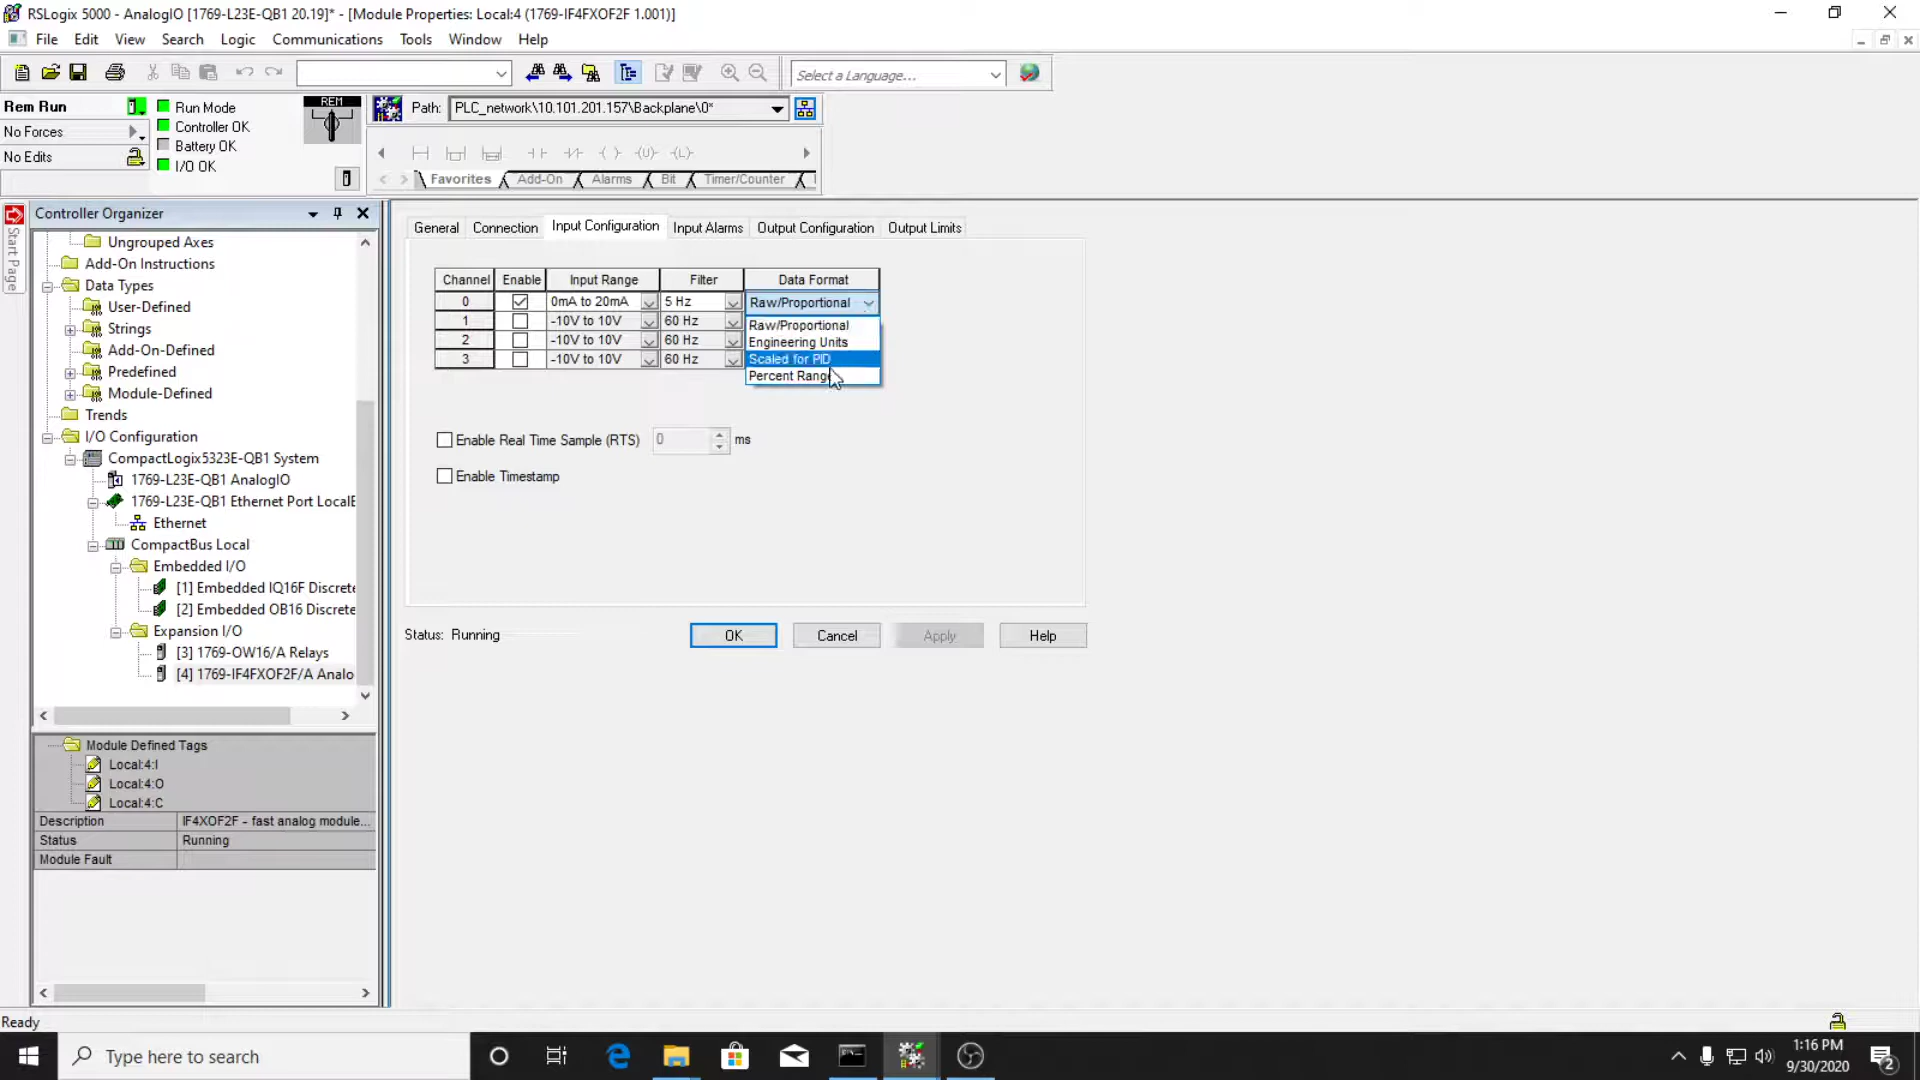 RSLogix 5000 - AnalogIO [1769-L23E-QB1 20.19]* - [Module Properties: Local:4 (1769-IF4FXOF2F 1.001)]
File Edit View Search Logic Communications Tools Window Help
Select a Language...
Rem Run
No Forces
No Edits
Run Mode
Controller OK
Battery OK
I/O OK
REM
Path: PLC_network\10.101.201.157\Backplane\0*
Favorites Add-On Alarms Bit Timer/Counter
Start Page
Controller Organizer
Ungrouped Axes
Add-On Instructions
Data Types
User-Defined
Strings
Add-On-Defined
Predefined
Module-Defined
Trends
I/O Configuration
CompactLogix5323E-QB1 System
1769-L23E-QB1 AnalogIO
1769-L23E-QB1 Ethernet Port LocalE
Ethernet
CompactBus Local
Embedded I/O
[1] Embedded IQ16F Discrete
[2] Embedded OB16 Discrete
Expansion I/O
[3] 1769-OW16/A Relays
[4] 1769-IF4FXOF2F/A Analo
Module Defined Tags
Local:4:I
Local:4:O
Local:4:C
Description IF4XOF2F - fast analog module...
Status Running
Module Fault
General Connection Input Configuration Input Alarms Output Configuration Output Limits
Channel Enable Input Range Filter Data Format
0 0mA to 20mA 5 Hz Raw/Proportional
1 -10V to 10V 60 Hz
2 -10V to 10V 60 Hz
3 -10V to 10V 60 Hz
Raw/Proportional
Engineering Units
Scaled for PID
Percent Range
Enable Real Time Sample (RTS) 0 ms
Enable Timestamp
Status: Running
OK Cancel Apply Help
Ready
Type here to search
1:16 PM
9/30/2020
2